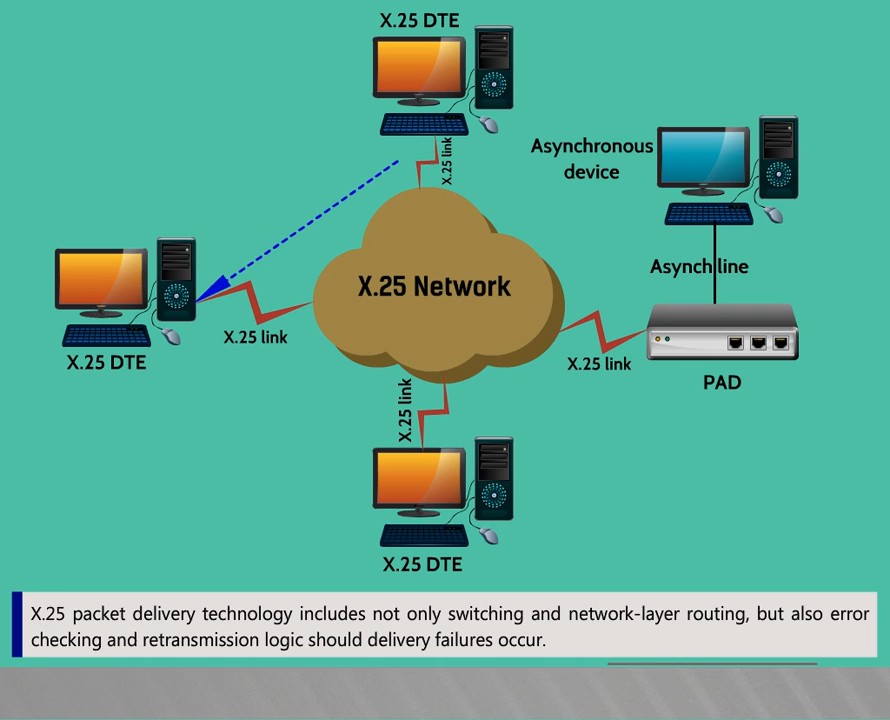 X.25 DTE
X.25 link
Asynchronous
device
Asynch line
X.25 Network
X.25 link
X.25 DTE
X.25 link
PAD
X.25 link
X.25 DTE
X.25 packet delivery technology includes not only switching and network-layer routing, but also error
checking and retransmission logic should delivery failures occur.